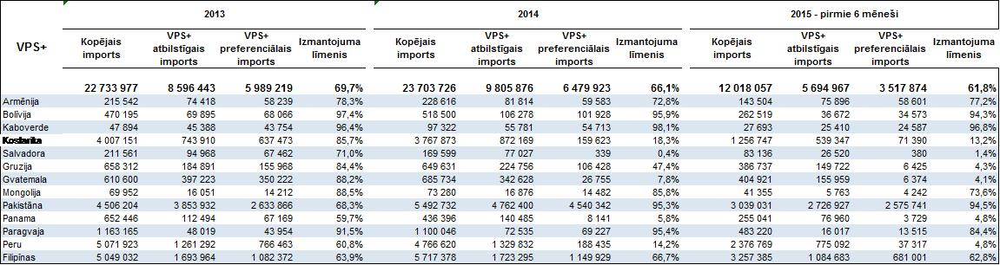 2013 2014 2015 - pirmie 6 mēneši
VPS+ Kopējais imports VPS+ atbilstīgais imports VPS+ preferenciālais imports Izmantojuma līmenis Kopējais imports VPS+ atbilstīgais imports VPS+ preferenciālais imports Izmantojuma līmenis Kopējais imports VPS+ atbilstīgais imports VPS+ preferenciālais imports Izmantojuma līmenis
22 733 977 8 596 443 5 989 219 69,7% 23 703 726 9 805 876 6 479 923 66,1% 12 018 057 5 694 967 3 517 874 61,8%
Armēnija 215 542 74 418 58 239 78,3% 228 616 81 814 59 583 72,8% 143 504 75 896 58 601 77,2%
Bolīvija 470 195 69 895 68 066 97,4% 518 500 106 278 101 928 95,9% 262 519 36 672 34 573 94,3%
Kaboverde 47 894 45 388 43 754 96,4% 97 322 55 781 54 713 98,1% 27 693 25 410 24 587 96,8%
Kostarika 4 007 151 743 910 637 473 85,7% 3 767 873 872 169 159 623 18,3% 1 256 747 539 347 71 390 13,2%
Salvadora 211 561 94 968 67 462 71,0% 169 599 77 027 339 0,4% 83 136 26 520 380 1,4%
Gruzija 658 312 184 891 155 968 84,4% 649 631 224 756 106 428 47,4% 386 737 149 722 6 425 4,3%
Gvatemala 610 600 397 223 350 222 88,2% 685 734 342 628 26 755 7,8% 404 921 155 959 6 374 4,1%
Mongolija 69 952 16 051 14 212 88,5% 73 280 16 876 14 482 85,8% 41 355 5 763 4 242 73,6%
Pakistāna 4 506 204 3 853 932 2 633 866 68,3% 5 492 732 4 762 400 4 540 342 95,3% 3 039 031 2 726 927 2 575 741 94,5%
Panama 652 446 112 494 67 169 59,7% 436 396 140 485 8 141 5,8% 255 041 76 960 3 729 4,8%
Paragvaja 1 163 165 48 019 43 954 91,5% 1 100 046 72 535 69 227 95,4% 483 220 16 017 13 515 84,4%
Peru 5 071 923 1 261 292 766 463 60,8% 4 766 620 1 329 832 188 435 14,2% 2 376 769 775 092 37 317 4,8%
Filipīnas 5 049 032 1 693 964 1 082 372 63,9% 5 717 378 1 723 295 1 149 929 66,7% 3 257 385 1 084 683 681 001 62,8%